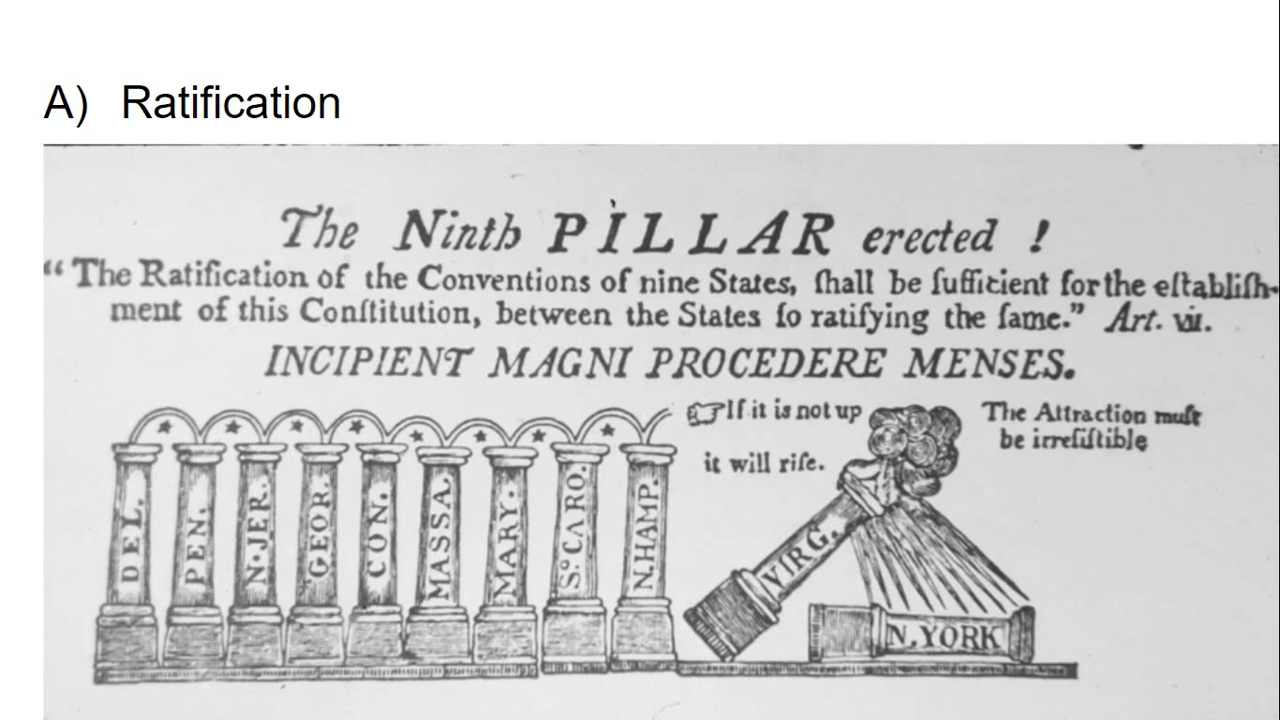 A) Ratification
The Ninth PILLAR erected !
“The Ratification of the Conventions of nine States, ſhall be ſufficient for the eſtabliſh-
ment of this Conſtitution, between the States ſo ratifying the ſame.” Art. vii.
INCIPIENT MAGNI PROCEDERE MENSES.
☞If it is not up
it will riſe.
The Attraction muſt
be irreſiſtible
DEL.
PEN.
N·JER.
GEOR.
CON.
MASSA.
MARY.
So CARO.
N.HAMP.
VIRG.
N.YORK